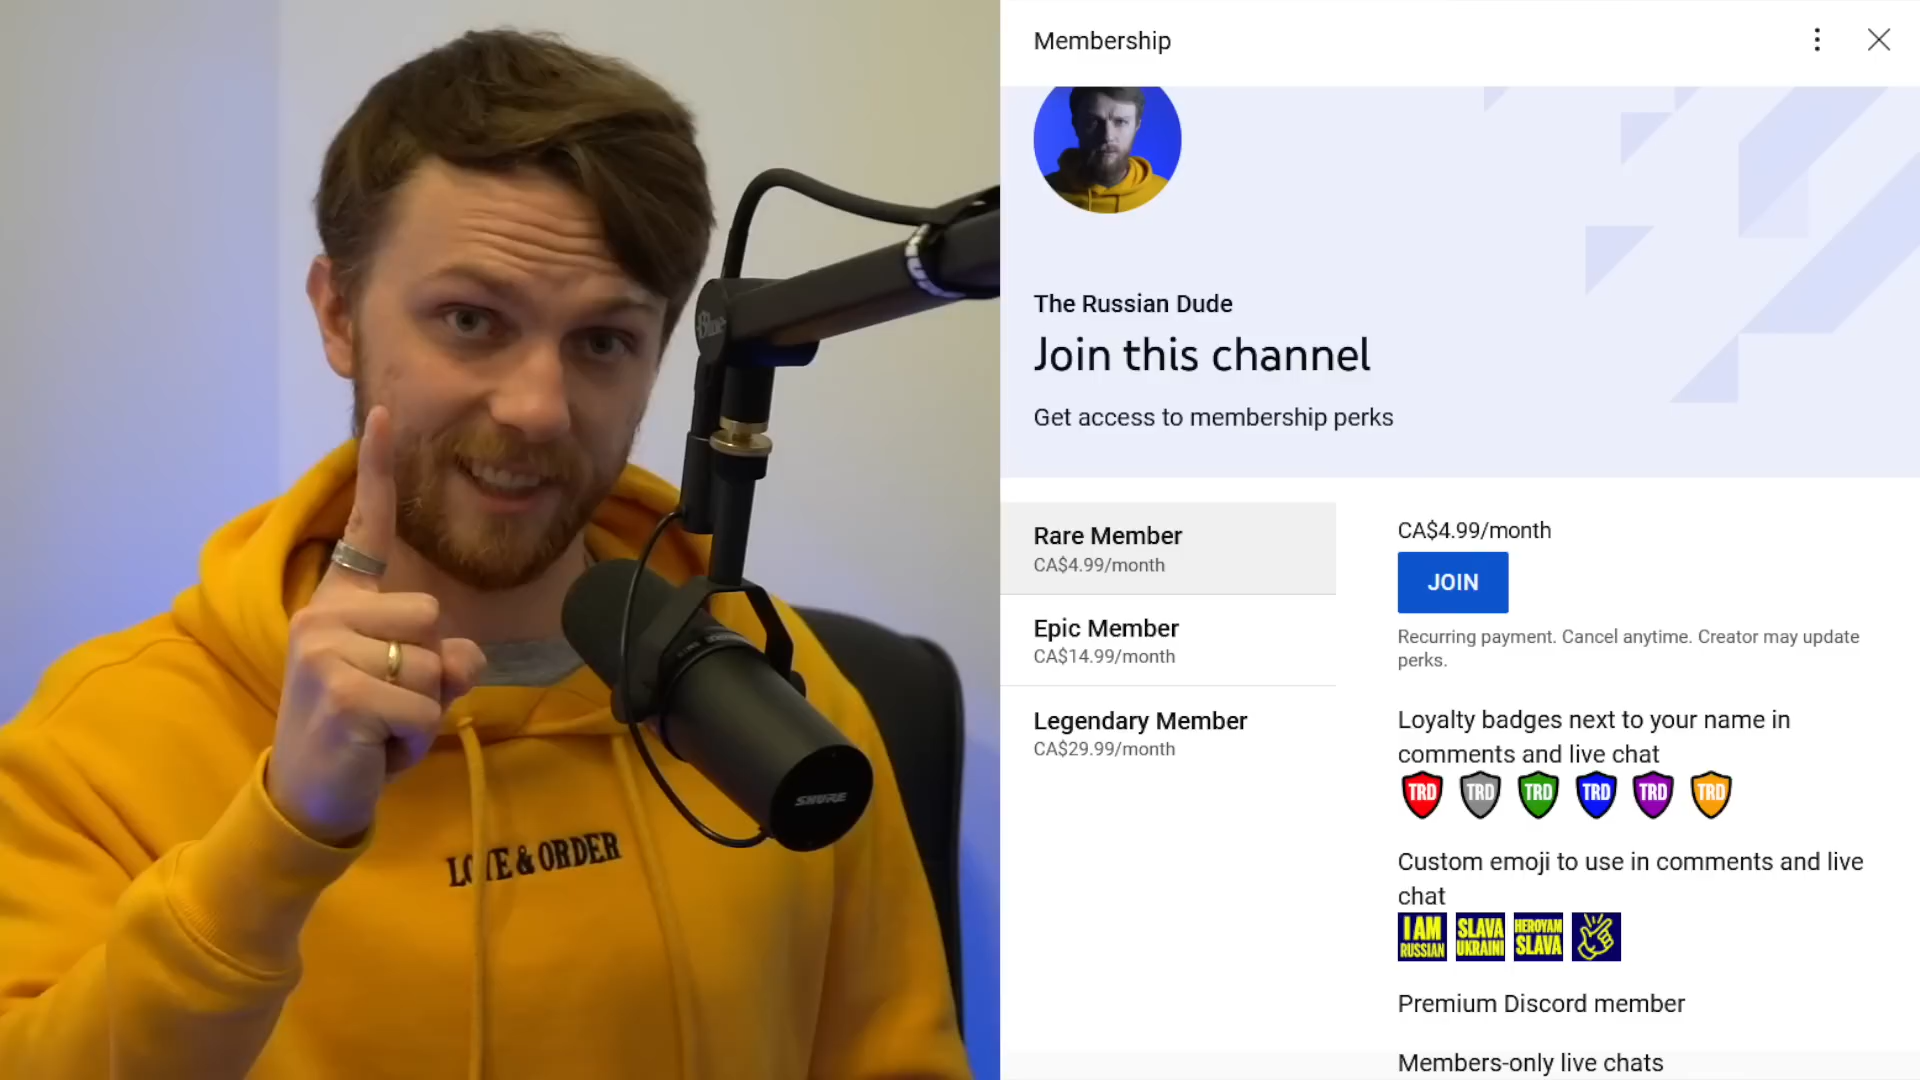 Membership
The Russian Dude
Join this channel
Get access to membership perks
Rare Member
CA$4.99/month
Epic Member
CA$14.99/month
Legendary Member
CA$29.99/month
CA$4.99/month
JOIN
Recurring payment. Cancel anytime. Creator may update
perks.
Loyalty badges next to your name in
comments and live chat
TRD TRD TRD TRD TRD TRD
Custom emoji to use in comments and live
chat
I AM
RUSSIAN
SLAVA
UKRAINI
HEROYAM
SLAVA
Premium Discord member
Members-only live chats
Blue
SHURE
& ORDER